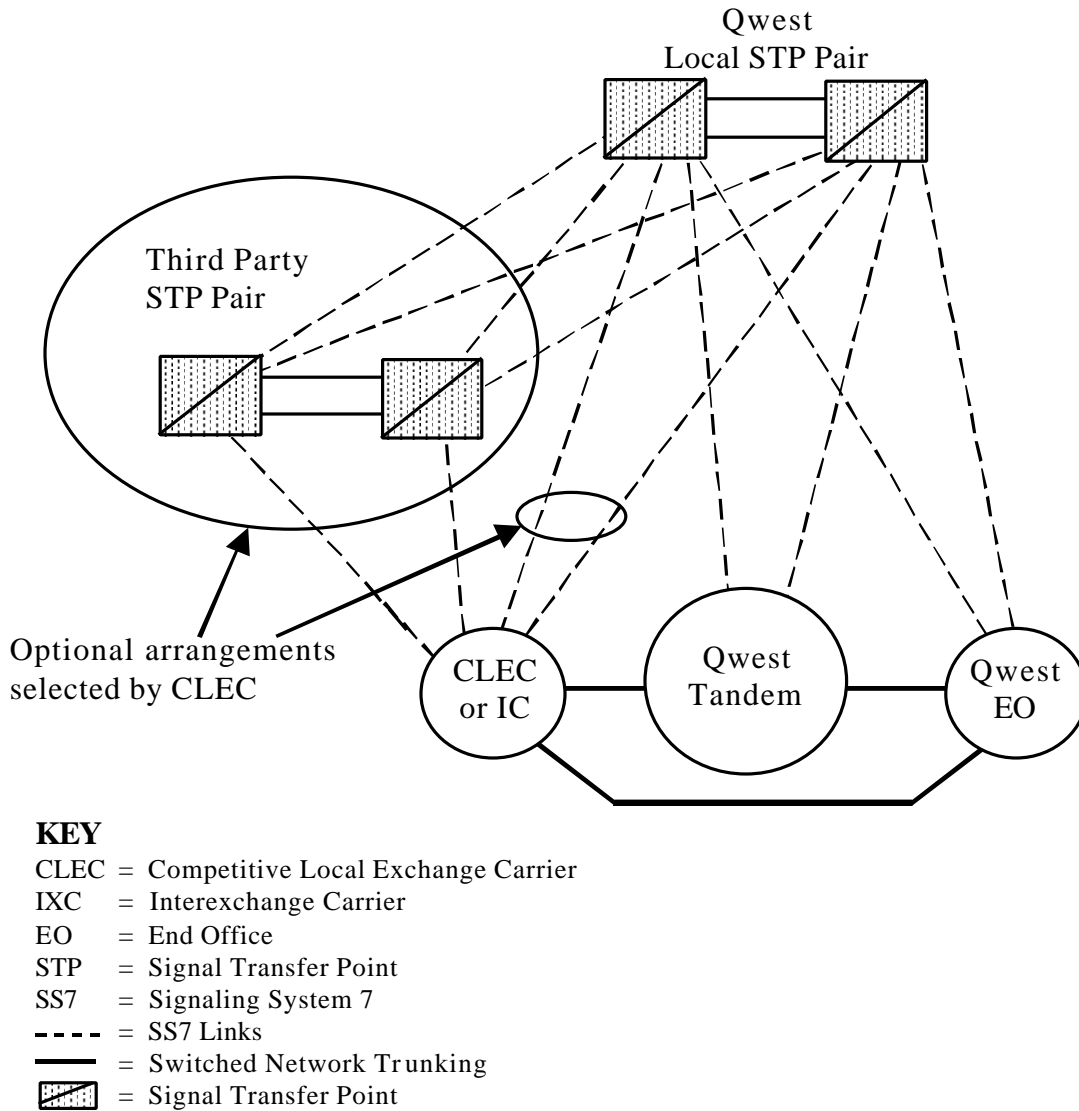 Qwest
Local STP Pair
Third Party
STP Pair
Optional arrangements
selected by CLEC
CLEC
or IC
Qwest
Tandem
Qwest
EO
KEY
CLEC = Competitive Local Exchange Carrier
IXC = Interexchange Carrier
EO = End Office
STP = Signal Transfer Point
SS7 = Signaling System 7
= SS7 Links
= Switched Network Trunking
= Signal Transfer Point